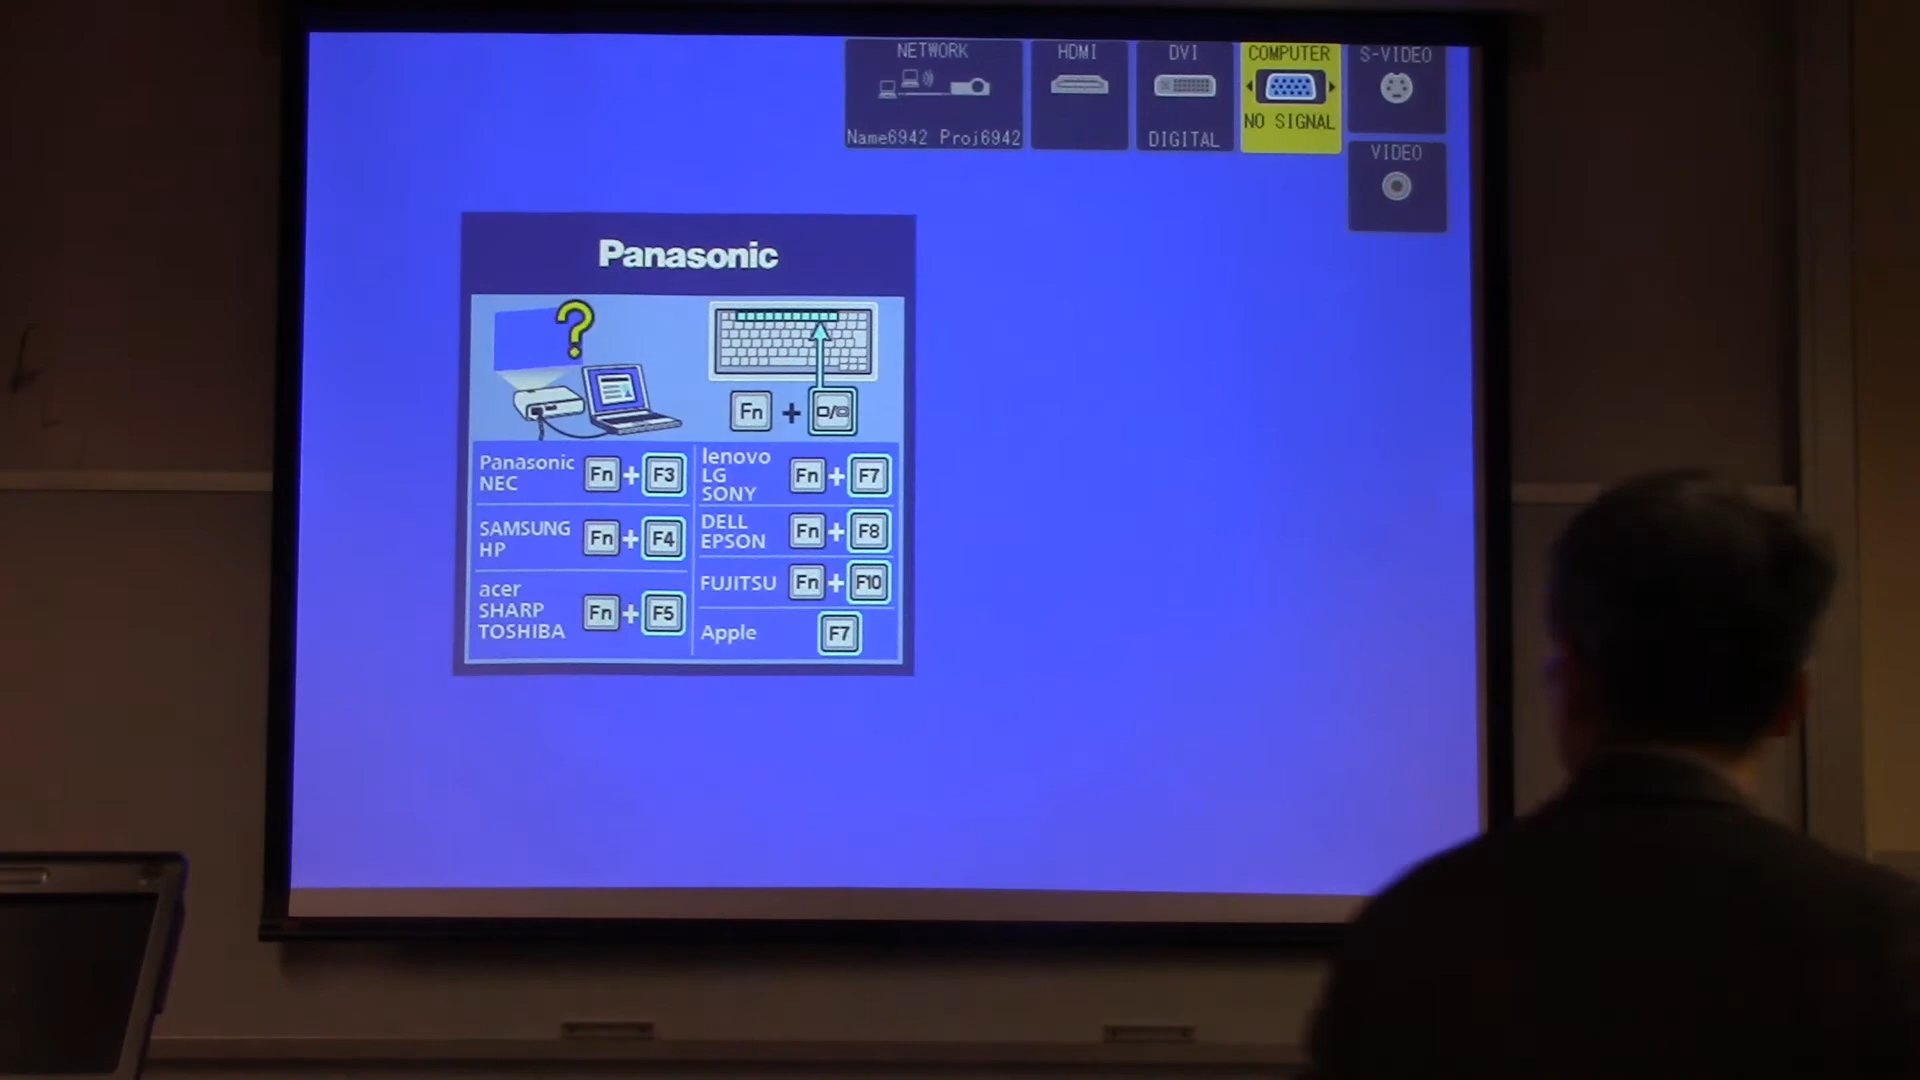 NETWORK
Name6942 Proj6942
HDMI
DVI
DIGITAL
COMPUTER
NO SIGNAL
S-VIDEO
VIDEO
Panasonic
?
Fn + ▭/▭
Panasonic
NEC
Fn + F3
SAMSUNG
HP
Fn + F4
acer
SHARP
TOSHIBA
Fn + F5
lenovo
LG
SONY
Fn + F7
DELL
EPSON
Fn + F8
FUJITSU Fn + F10
Apple F7